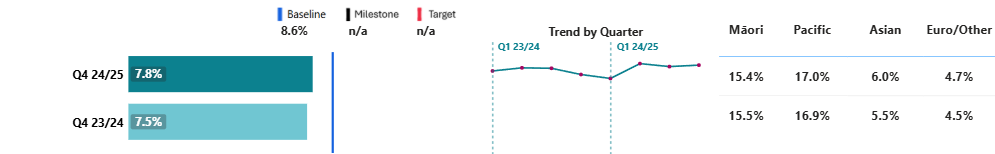 Baseline Milestone Target
8.6% n/a n/a
Trend by Quarter
Q1 23/24 Q1 24/25
Māori Pacific Asian Euro/Other
Q4 24/25 7.8% 15.4% 17.0% 6.0% 4.7%
Q4 23/24 7.5% 15.5% 16.9% 5.5% 4.5%